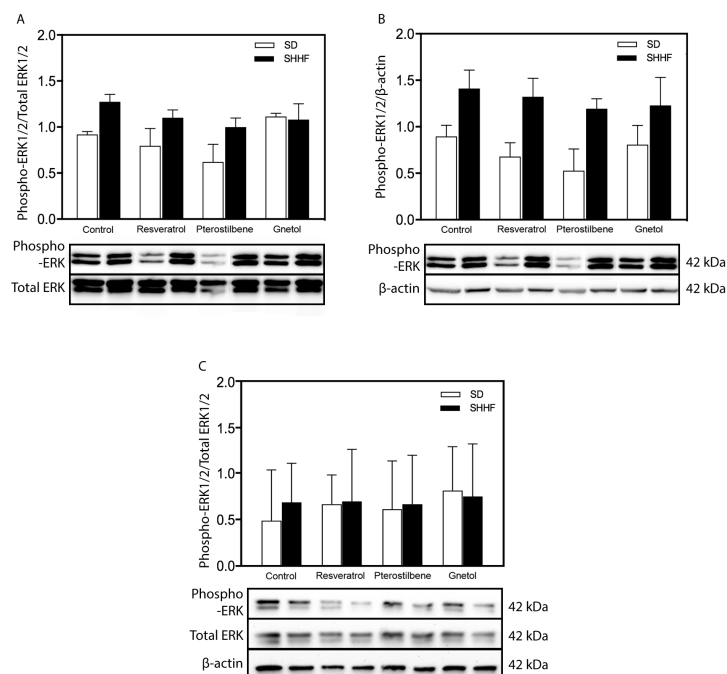 A
Phospho-ERK1/2/Total ERK1/2
2.0
1.5
1.0
0.5
0.0
SD
SHHF
Control Resveratrol Pterostilbene Gnetol
Phospho
-ERK
Total ERK
B
Phospho-ERK1/2/β-actin
2.0
1.5
1.0
0.5
0.0
SD
SHHF
Control Resveratrol Pterostilbene Gnetol
Phospho
-ERK
42 kDa
β-actin
42 kDa
C
Phospho-ERK1/2/Total ERK1/2
2.0
1.5
1.0
0.5
0.0
SD
SHHF
Control Resveratrol Pterostilbene Gnetol
Phospho
-ERK
42 kDa
Total ERK
42 kDa
β-actin
42 kDa